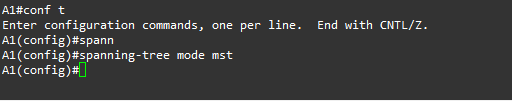 A1#conf t
Enter configuration commands, one per line.  End with CNTL/Z.
A1(config)#spann
A1(config)#spanning-tree mode mst
A1(config)#